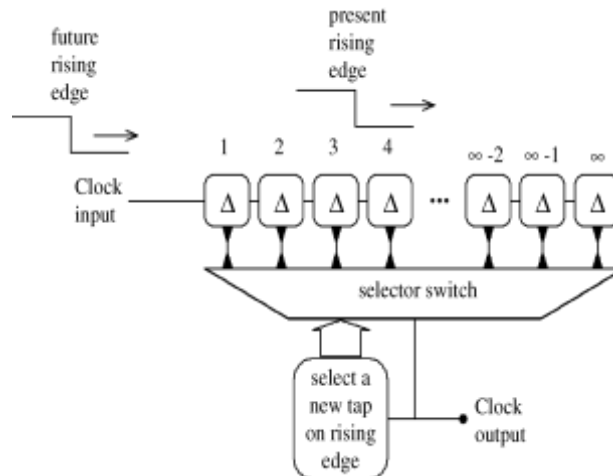 future
rising
edge
present
rising
edge
1 2 3 4 ∞ -2 ∞ -1 ∞
Clock
input
Δ Δ Δ Δ ... Δ Δ Δ
selector switch
select a
new tap
on rising
edge
Clock
output